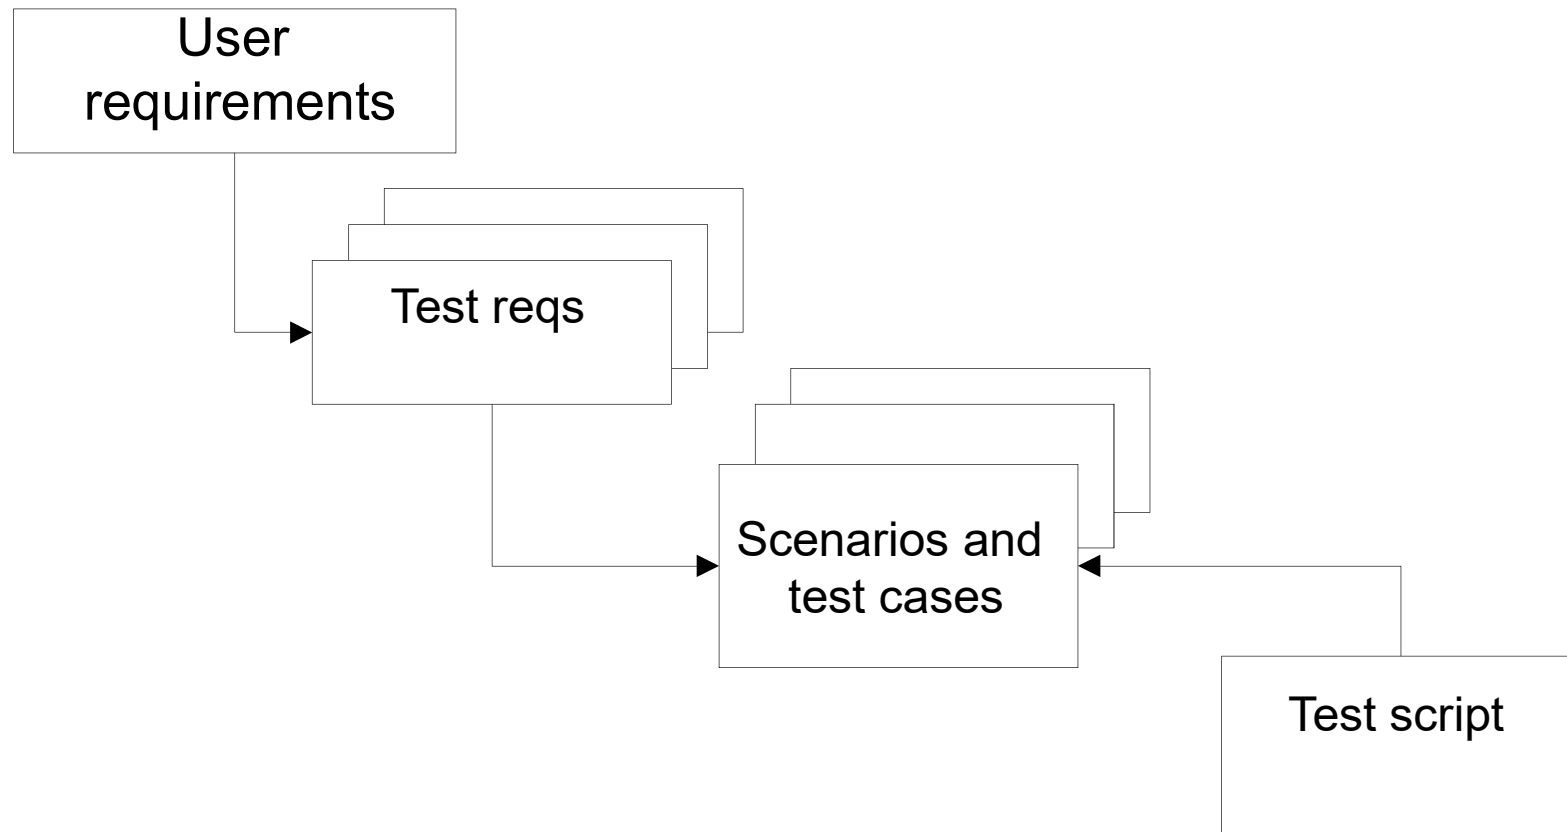 User
requirements
Test reqs
Scenarios and
test cases
Test script